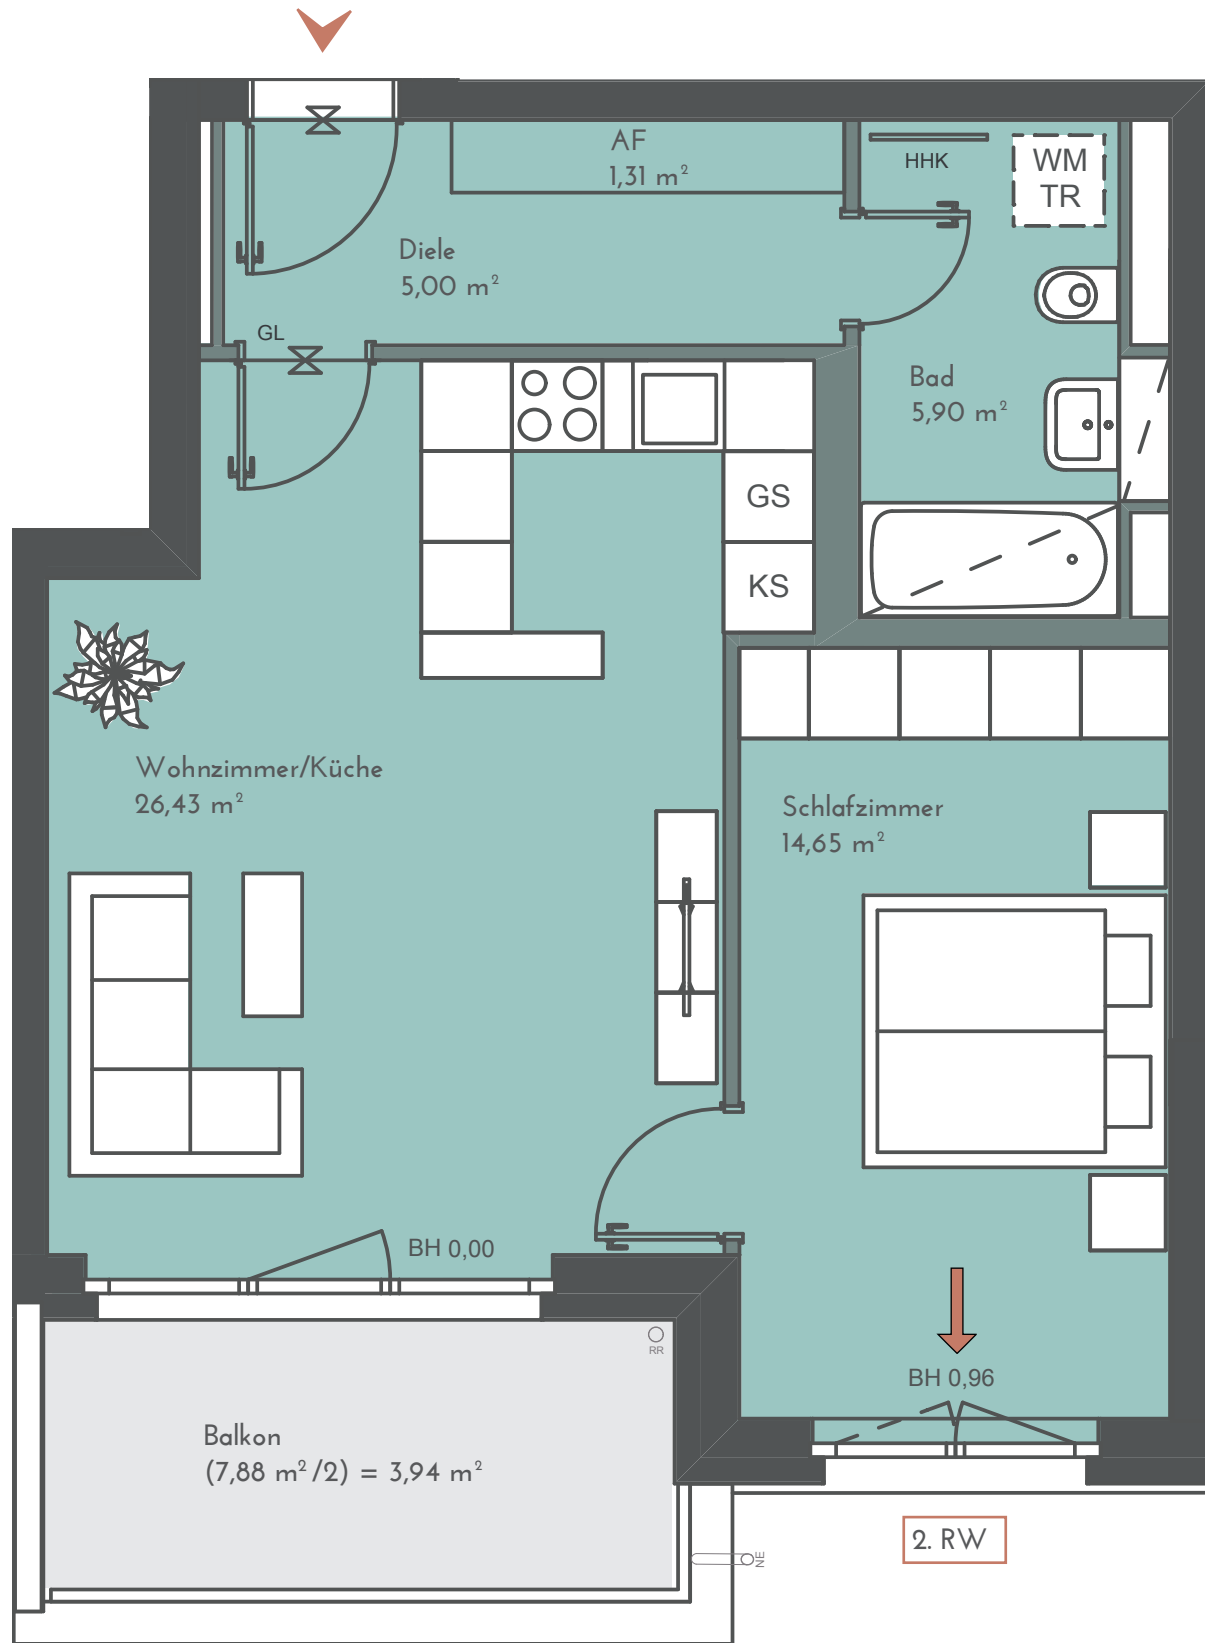 AF
1,31 m²
HHK
WM
TR
Diele
5,00 m²
GL
Bad
5,90 m²
GS
KS
Wohnzimmer/Küche
26,43 m²
Schlafzimmer
14,65 m²
BH 0,00
RR
BH 0,96
Balkon
(7,88 m²/2) = 3,94 m²
2. RW
NE